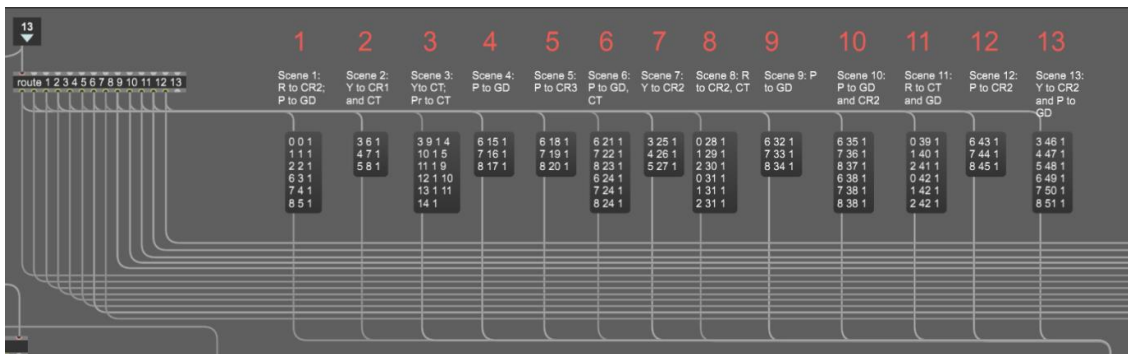 13
route 1 2 3 4 5 6 7 8 9 10 11 12 13
1
Scene 1:
R to CR2;
P to GD
0 0 1
1 1 1
2 2 1
6 3 1
7 4 1
8 5 1
2
Scene 2:
Y to CR1
and CT
3 6 1
4 7 1
5 8 1
3
Scene 3:
Yto CT;
Pr to CT
3 9 1 4
10 1 5
11 1 9
12 1 10
13 1 11
14 1
4
Scene 4:
P to GD
6 15 1
7 16 1
8 17 1
5
Scene 5:
P to CR3
6 18 1
7 19 1
8 20 1
6
Scene 6:
P to GD,
CT
6 21 1
7 22 1
8 23 1
6 24 1
7 24 1
8 24 1
7
Scene 7:
Y to CR2
3 25 1
4 26 1
5 27 1
8
Scene 8: R
to CR2, CT
0 28 1
1 29 1
2 30 1
0 31 1
1 31 1
2 31 1
9
Scene 9: P
to GD
6 32 1
7 33 1
8 34 1
10
Scene 10:
P to GD
and CR2
6 35 1
7 36 1
8 37 1
6 38 1
7 38 1
8 38 1
11
Scene 11:
R to CT
and GD
0 39 1
1 40 1
2 41 1
0 42 1
1 42 1
2 42 1
12
Scene 12:
P to CR2
6 43 1
7 44 1
8 45 1
13
Scene 13:
Y to CR2
and P to
GD
3 46 1
4 47 1
5 48 1
6 49 1
7 50 1
8 51 1